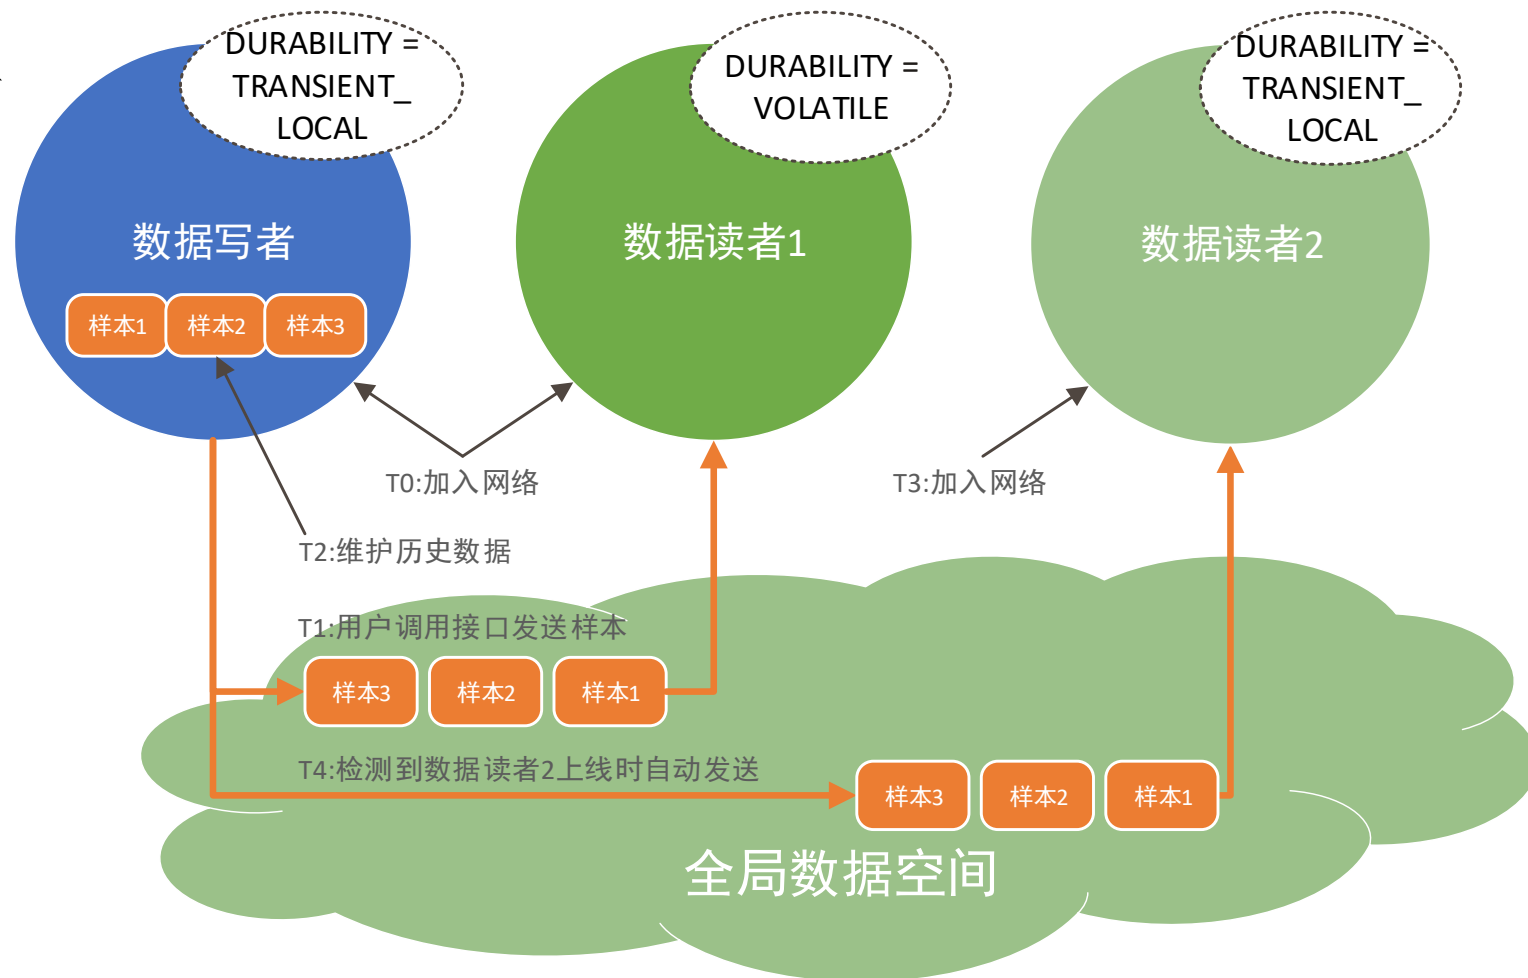 DURABILITY =
TRANSIENT_
LOCAL
DURABILITY =
VOLATILE
DURABILITY =
TRANSIENT_
LOCAL
数据写者
数据读者1
数据读者2
样本1
样本2
样本3
T0:加入网络
T3:加入网络
T2:维护历史数据
T1:用户调用接口发送样本
样本3
样本2
样本1
T4:检测到数据读者2上线时自动发送
样本3
样本2
样本1
全局数据空间